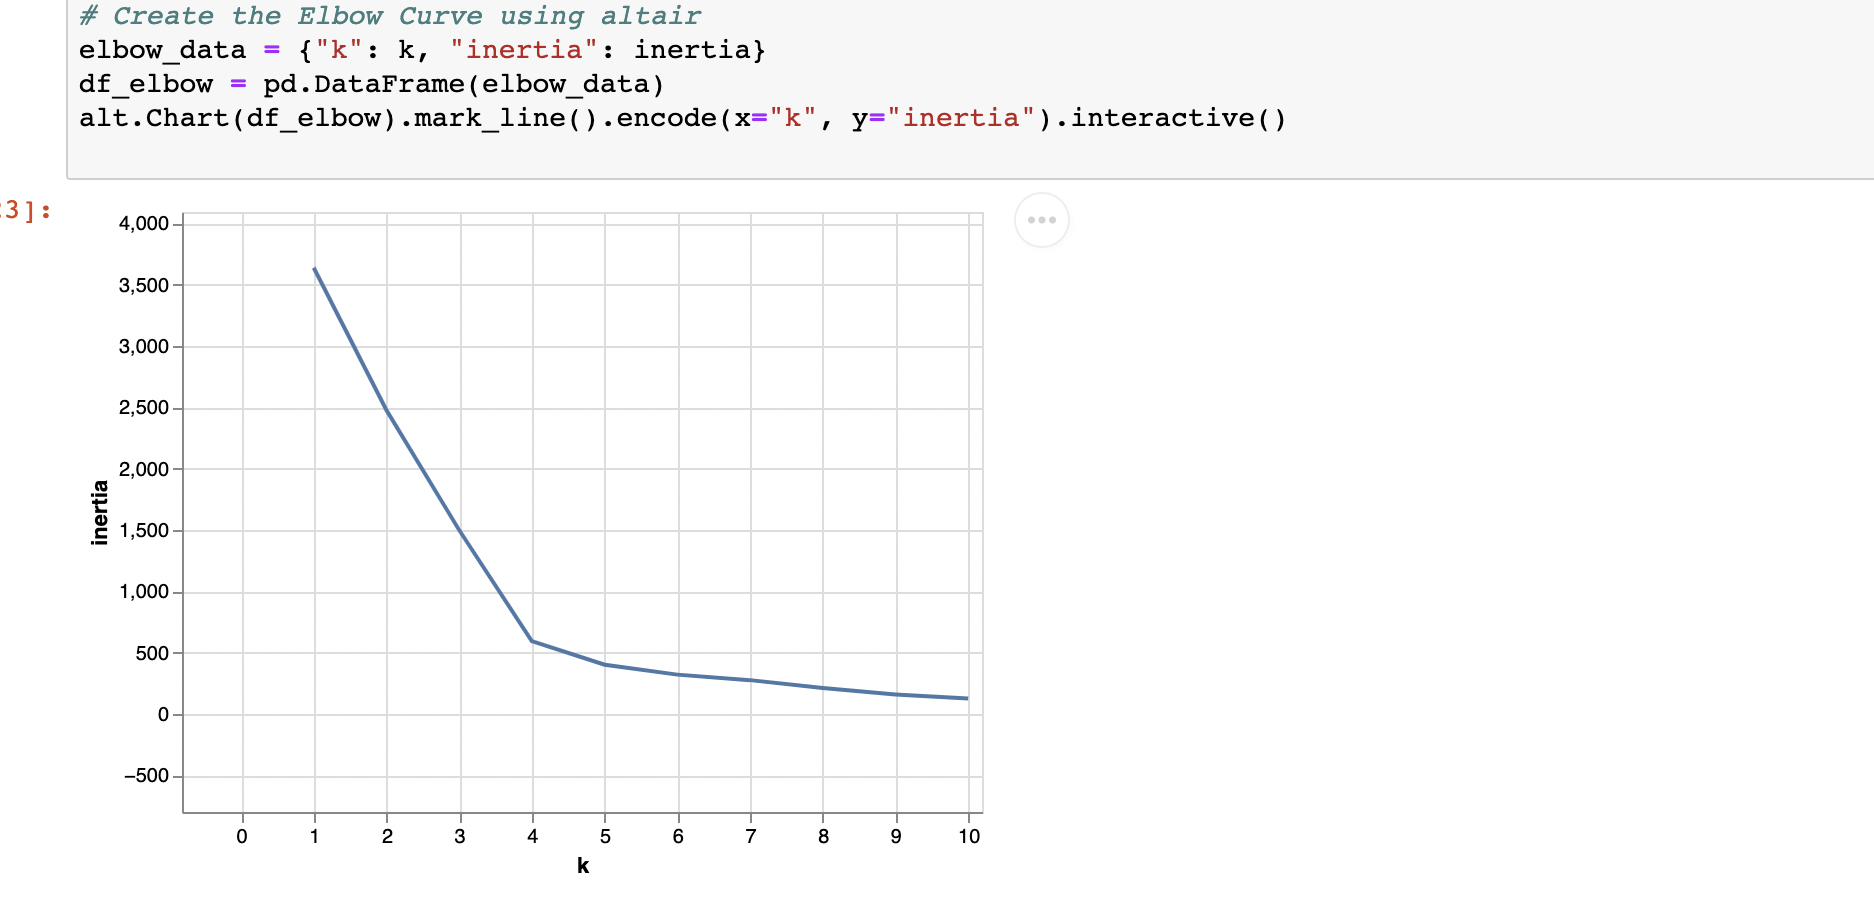 # Create the Elbow Curve using altair
elbow_data = {"k": k, "inertia": inertia}
df_elbow = pd.DataFrame(elbow_data)
alt.Chart(df_elbow).mark_line().encode(x="k", y="inertia").interactive()
3]:
4,000
3,500
3,000
2,500
2,000
1,500
1,000
500
0
−500
inertia
0 1 2 3 4 5 6 7 8 9 10
k